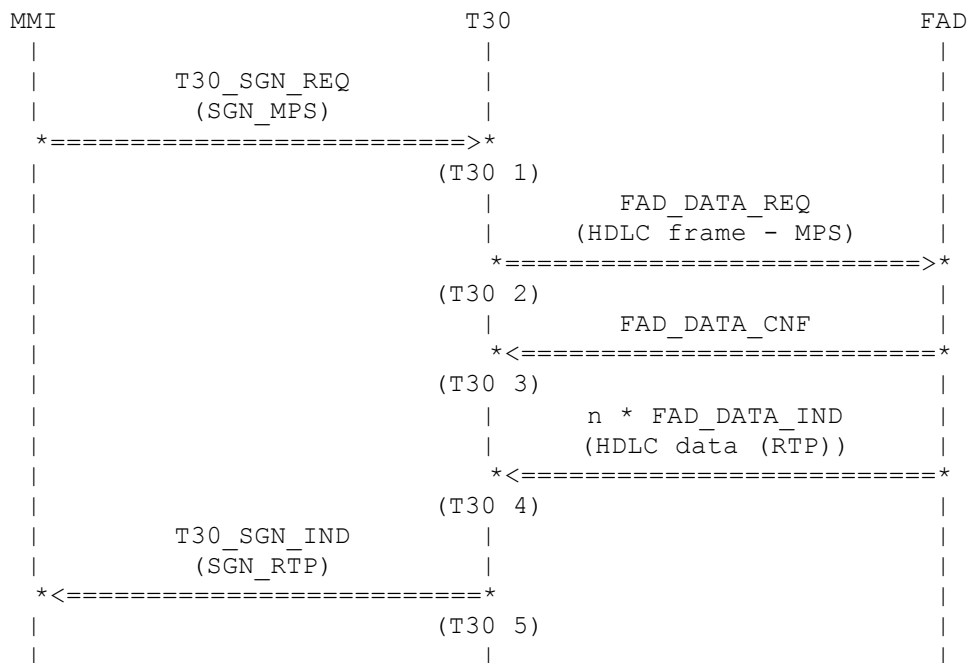 MMI T30 FAD
T30_SGN_REQ
(SGN_MPS)
*==========================>*
(T30 1)
FAD_DATA_REQ
(HDLC frame - MPS)
*==========================>*
(T30 2)
FAD_DATA_CNF
*<==========================*
(T30 3)
n * FAD_DATA_IND
(HDLC data (RTP))
*<==========================*
(T30 4)
T30_SGN_IND
(SGN_RTP)
*<==========================*
(T30 5)